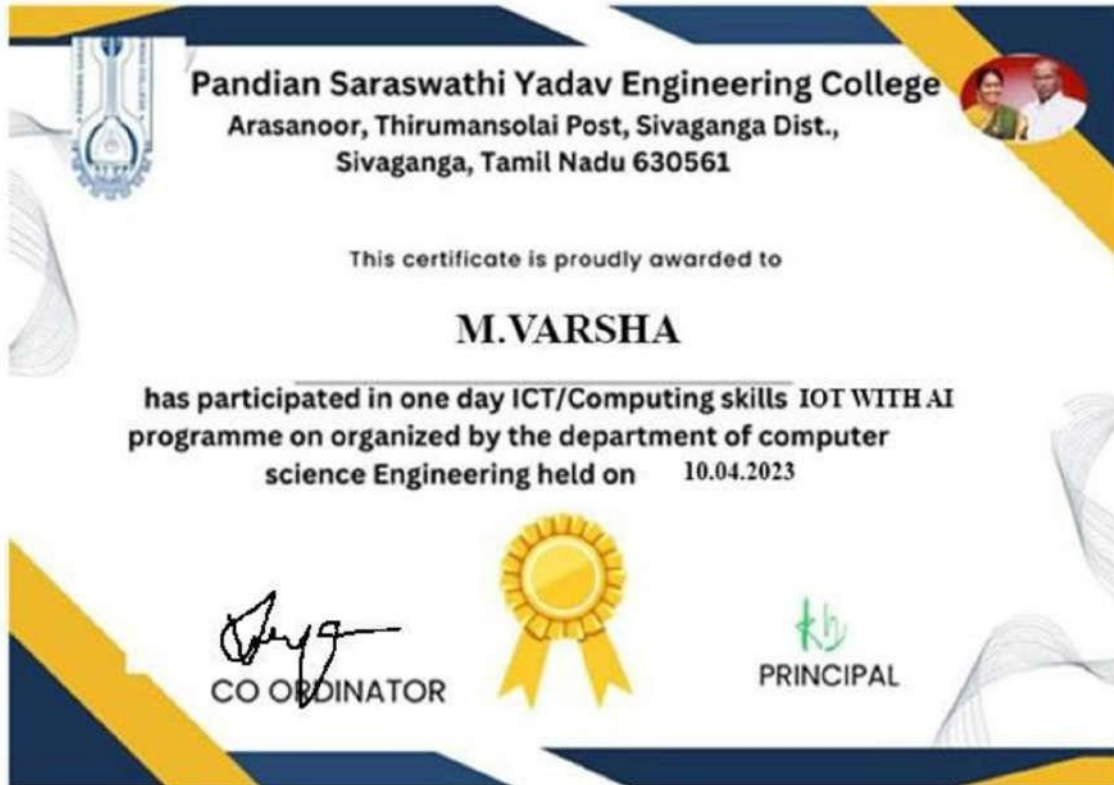 Pandian Saraswathi Yadav Engineering College
Arasanoor, Thirumansolai Post, Sivaganga Dist.,
Sivaganga, Tamil Nadu 630561
This certificate is proudly awarded to
M.VARSHA
has participated in one day ICT/Computing skills IOT WITH AI
programme on organized by the department of computer
science Engineering held on 10.04.2023
CO ORDINATOR
PRINCIPAL